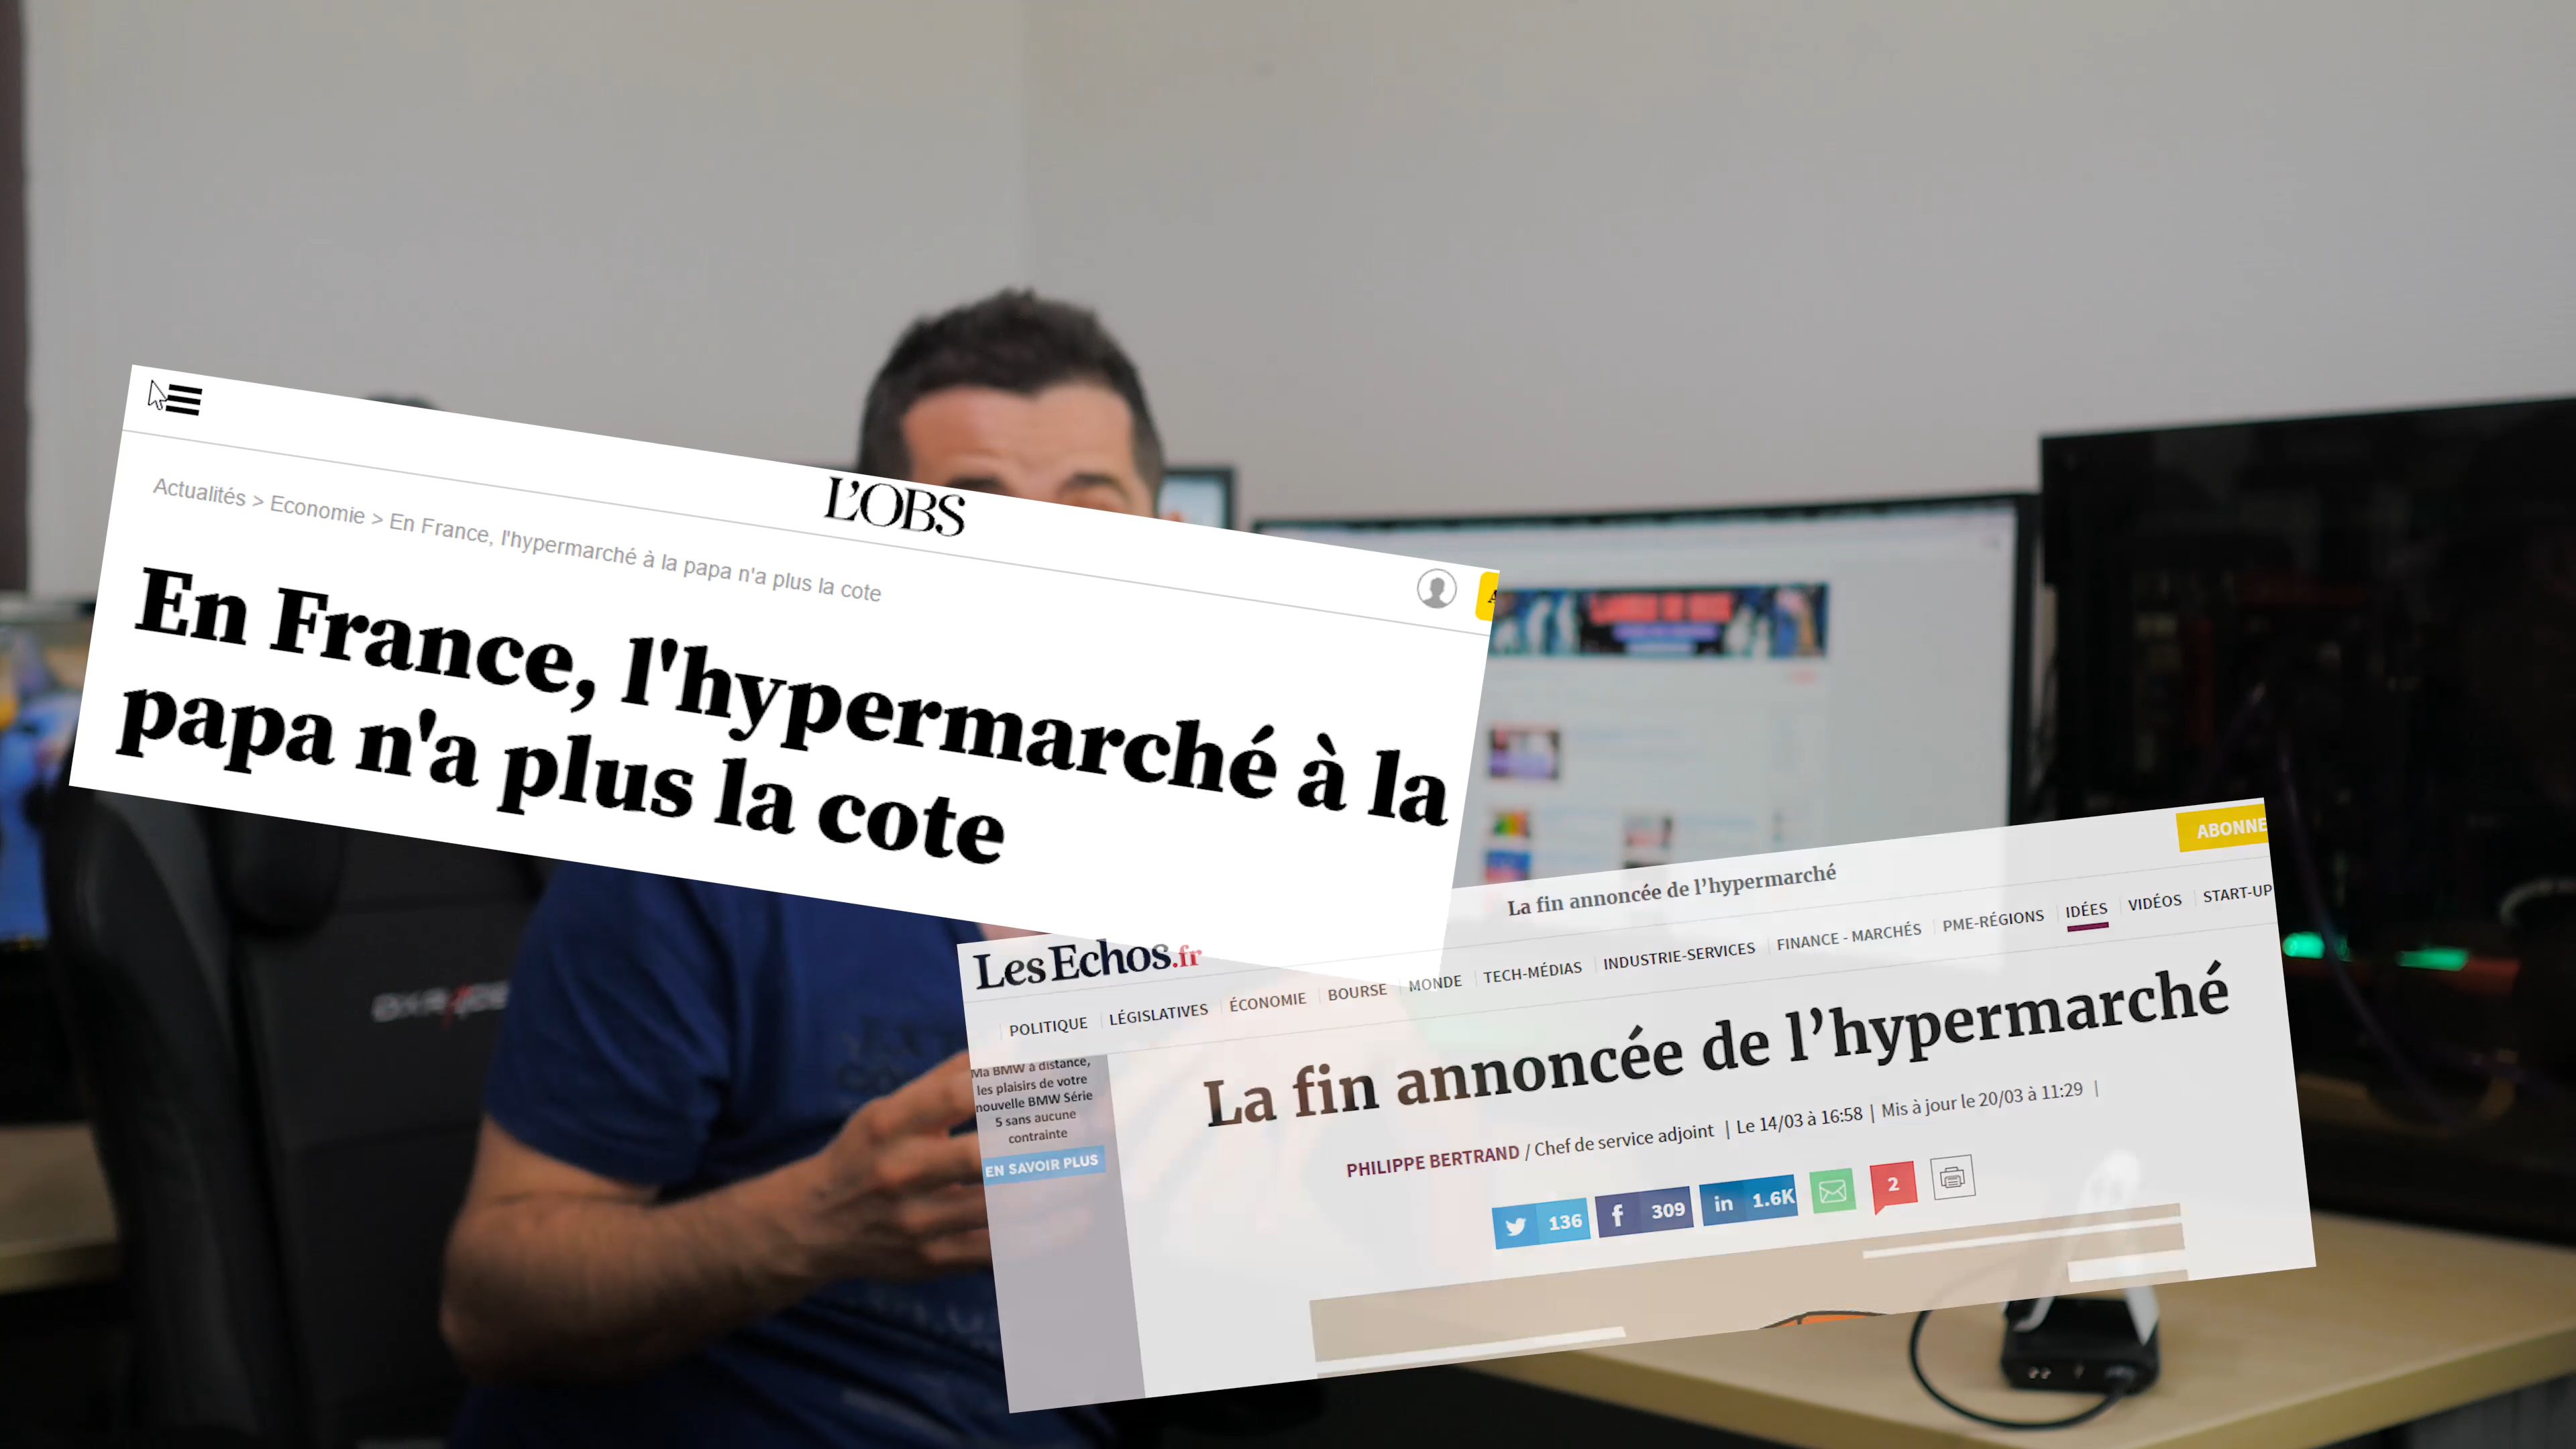 L'OBS
Actualités > Economie > En France, l'hypermarché à la papa n'a plus la cote
En France, l'hypermarché à la
papa n'a plus la cote
La fin annoncée de l’hypermarché
ABONNE
LesEchos.fr
POLITIQUE LÉGISLATIVES ÉCONOMIE BOURSE MONDE TECH-MÉDIAS INDUSTRIE-SERVICES FINANCE - MARCHÉS PME-RÉGIONS IDÉES VIDÉOS START-UP
Ma BMW à distance,
les plaisirs de votre
nouvelle BMW Série
5 sans aucune
contrainte
EN SAVOIR PLUS
La fin annoncée de l’hypermarché
PHILIPPE BERTRAND / Chef de service adjoint | Le 14/03 à 16:58 | Mis à jour le 20/03 à 11:29 |
136 f 309 in 1.6K 2